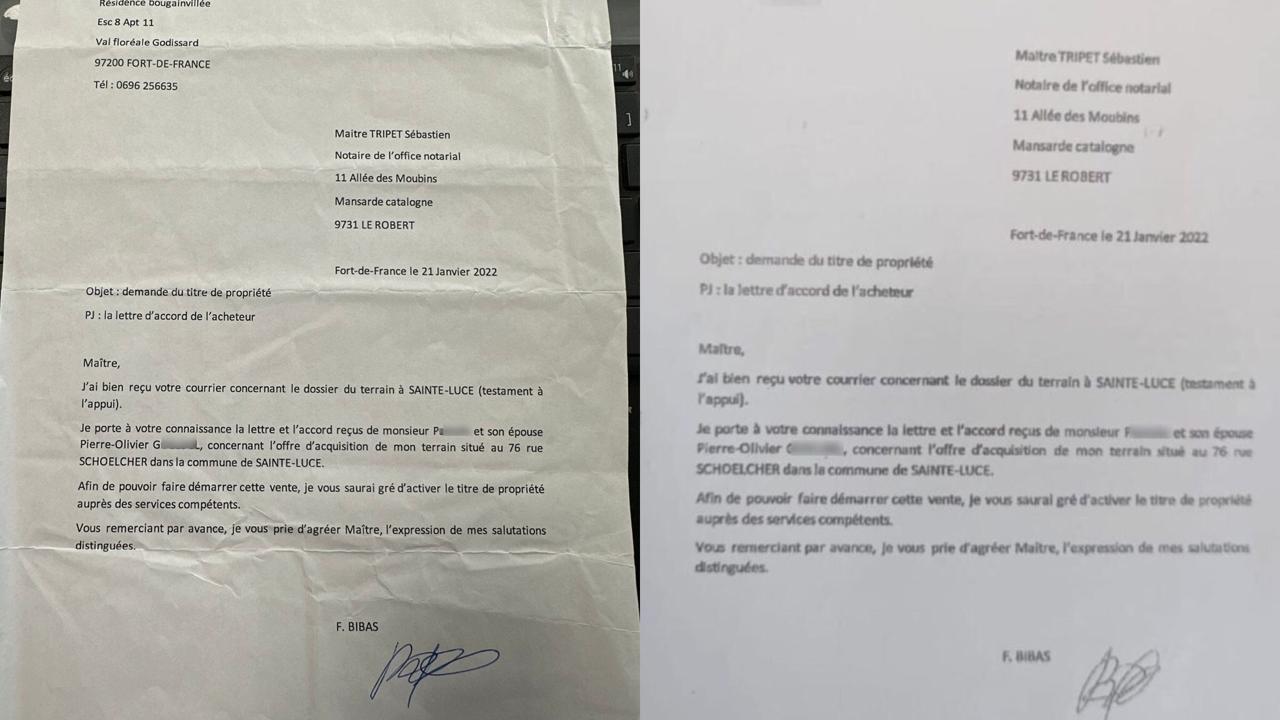 Résidence bougainvillée
Esc 8 Apt 11
Val floréale Godissard
97200 FORT-DE-FRANCE
Tél : 0696 256635
Maitre TRIPET Sébastien
Notaire de l'office notarial
11 Allée des Moubins
Mansarde catalogne
9731 LE ROBERT
Fort-de-France le 21 Janvier 2022
Objet : demande du titre de propriété
PJ : la lettre d'accord de l'acheteur
Maître,
J'ai bien reçu votre courrier concernant le dossier du terrain à SAINTE-LUCE (testament à
l'appui).
Je porte à votre connaissance la lettre et l'accord reçus de monsieur et son épouse
Pierre-Olivier , concernant l'offre d'acquisition de mon terrain situé au 76 rue
SCHOELCHER dans la commune de SAINTE-LUCE.
Afin de pouvoir faire démarrer cette vente, je vous saurai gré d'activer le titre de propriété
auprès des services compétents.
Vous remerciant par avance, je vous prie d'agréer Maître, l'expression de mes salutations
distinguées.
F. BIBAS
Maitre TRIPET Sébastien
Notaire de l'office notarial
11 Allée des Moubins
Mansarde catalogne
9731 LE ROBERT
Fort-de-France le 21 Janvier 2022
Objet : demande du titre de propriété
PJ : la lettre d'accord de l'acheteur
Maître,
J'ai bien reçu votre courrier concernant le dossier du terrain à SAINTE-LUCE (testament à
l'appui).
Je porte à votre connaissance la lettre et l'accord reçus de monsieur et son épouse
Pierre-Olivier , concernant l'offre d'acquisition de mon terrain situé au 76 rue
SCHOELCHER dans la commune de SAINTE-LUCE.
Afin de pouvoir faire démarrer cette vente, je vous saurai gré d'activer le titre de propriété
auprès des services compétents.
Vous remerciant par avance, je vous prie d'agréer Maître, l'expression de mes salutations
distinguées.
F. BIBAS